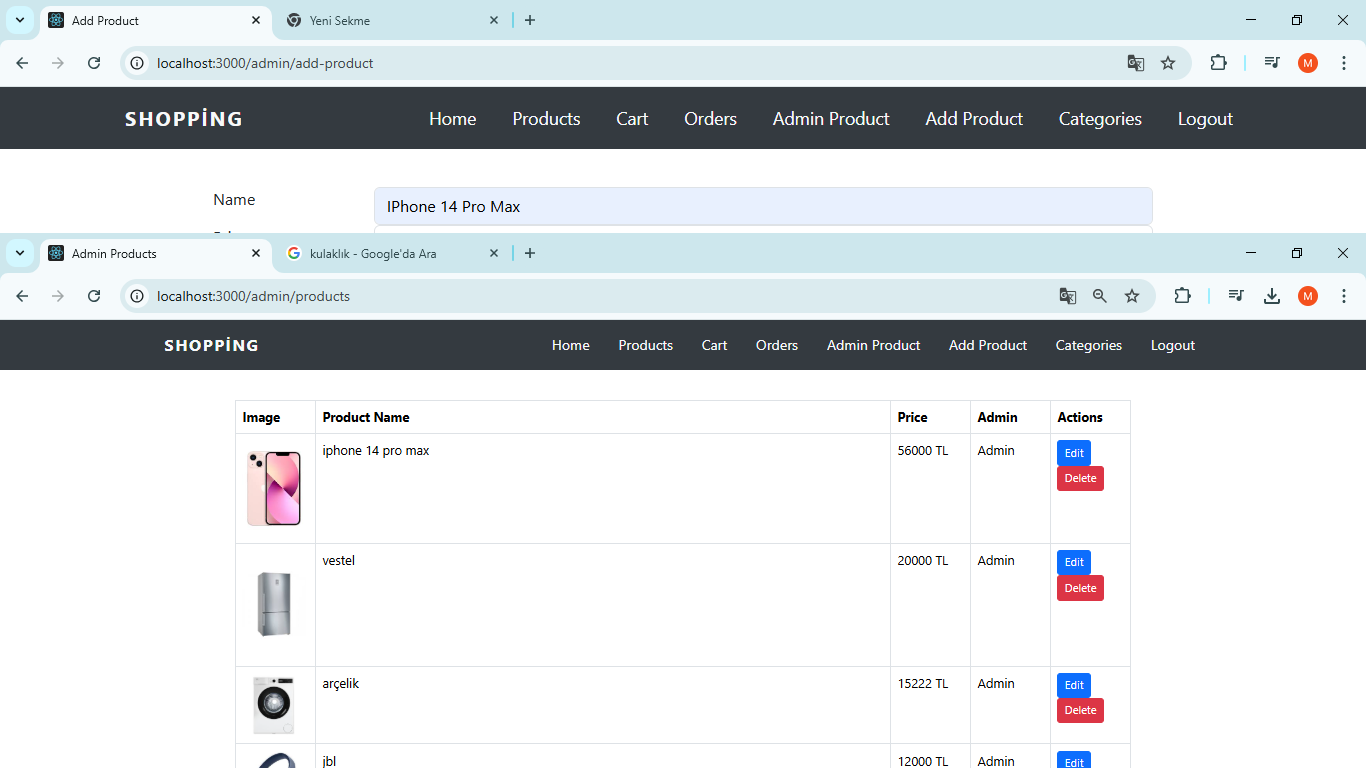 Add Product
Yeni Sekme
localhost:3000/admin/add-product
M
SHOPPİNG
Home Products Cart Orders Admin Product Add Product Categories Logout
Name
IPhone 14 Pro Max
Admin Products
kulaklık - Google'da Ara
localhost:3000/admin/products
M
SHOPPİNG
Home Products Cart Orders Admin Product Add Product Categories Logout
Image Product Name Price Admin Actions
iphone 14 pro max 56000 TL Admin Edit
Delete
vestel 20000 TL Admin Edit
Delete
arçelik 15222 TL Admin Edit
Delete
jbl 12000 TL Admin Edit